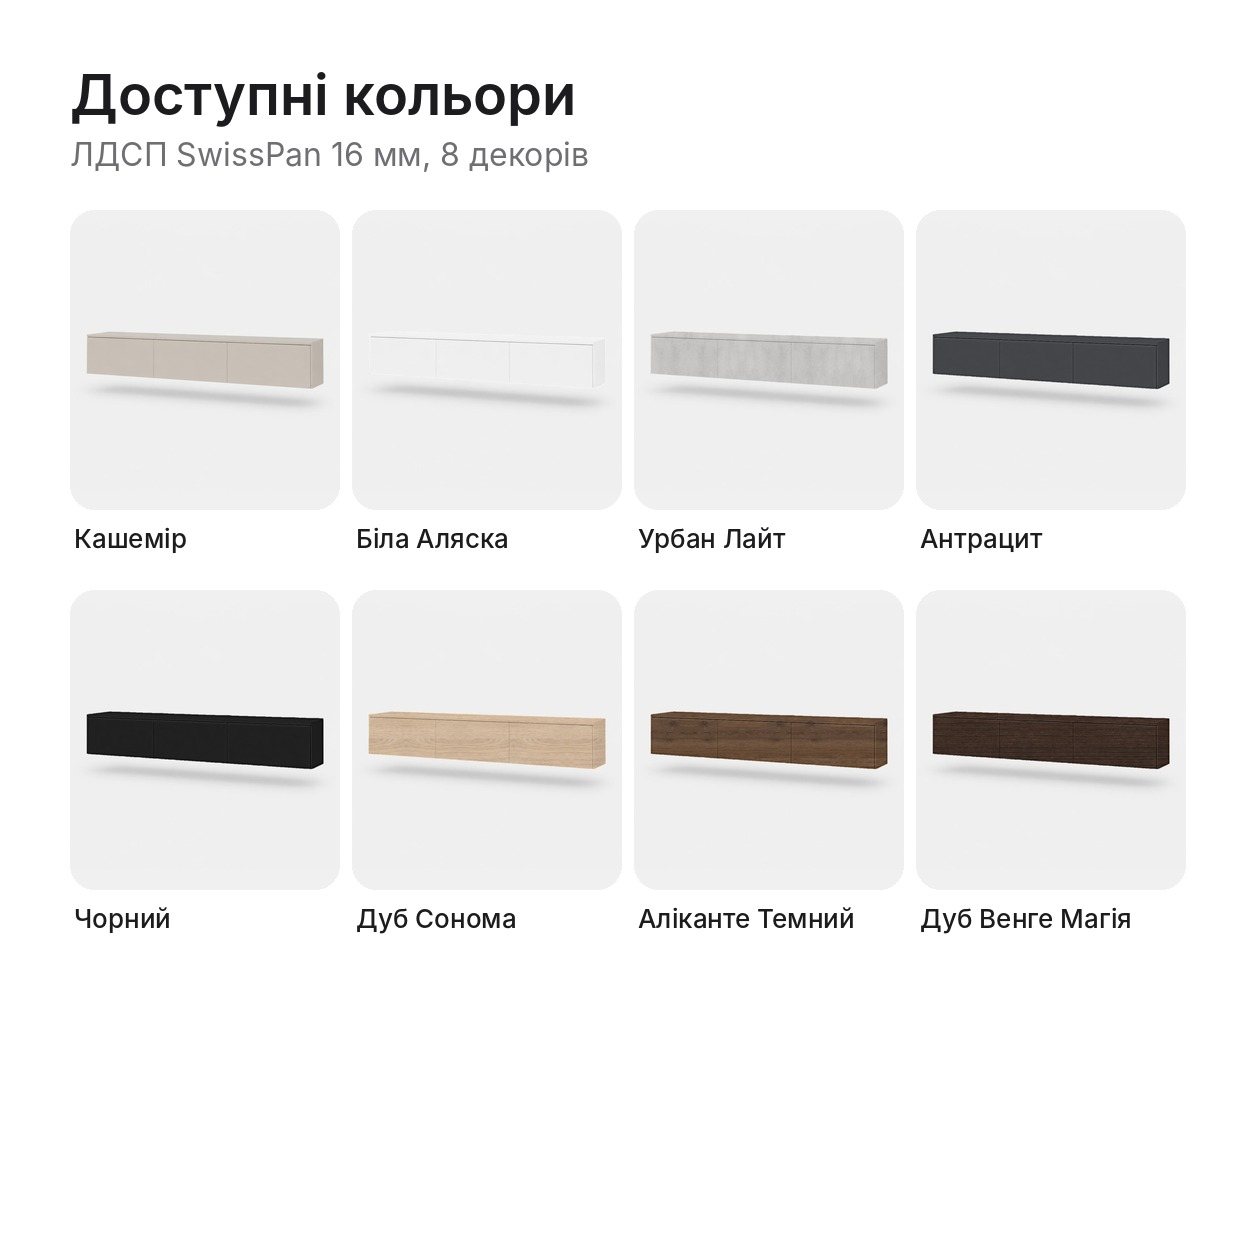 Доступні кольори
ЛДСП SwissPan 16 мм, 8 декорів
Кашемір
Біла Аляска
Урбан Лайт
Антрацит
Чорний
Дуб Сонома
Аліканте Темний
Дуб Венге Магія